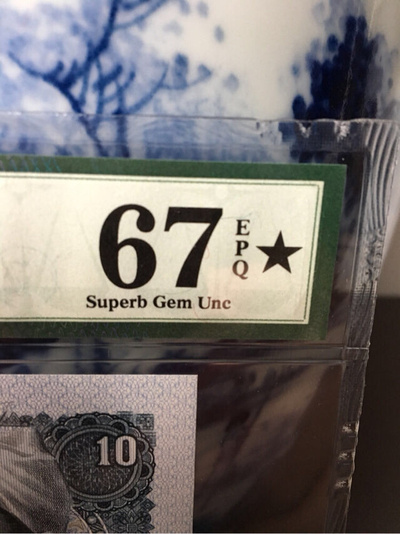 67 EPQ ★
Superb Gem Unc
10